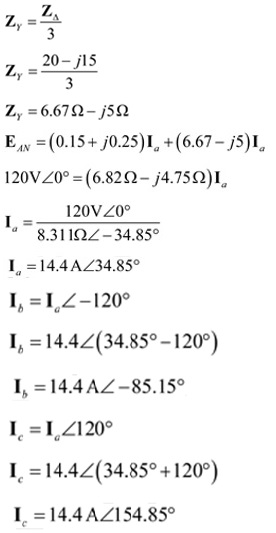 Z_Y = Z_Δ/3
Z_Y = 20 – j15/3
Z_Y = 6.67Ω – j5Ω
E_AN = (0.15 + j0.25)I_a + (6.67 – j5)I_a
120V∠0° = (6.82Ω – j4.75Ω)I_a
I_a = 120V∠0°/8.311Ω∠–34.85°
I_a = 14.4 A∠34.85°
I_b = I_a∠–120°
I_b = 14.4∠(34.85° – 120°)
I_b = 14.4 A∠–85.15°
I_c = I_a∠120°
I_c = 14.4∠(34.85° + 120°)
I_c = 14.4 A∠154.85°